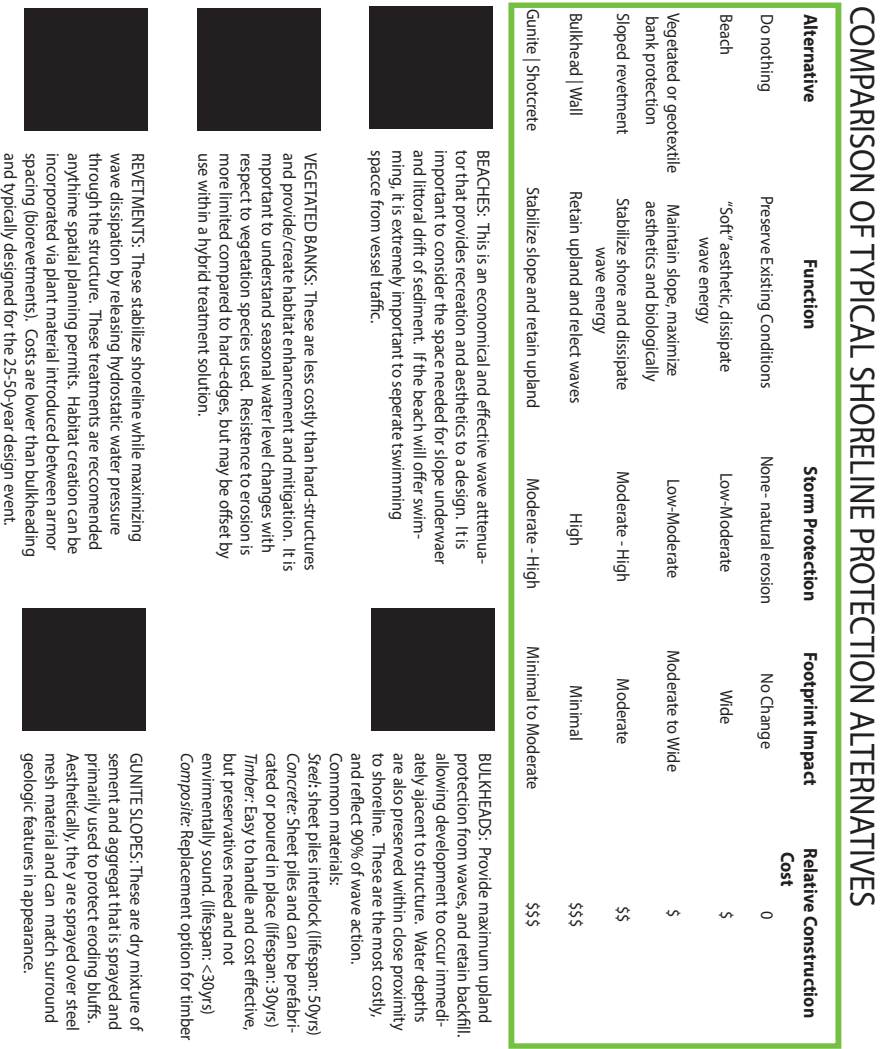 COMPARISON OF TYPICAL SHORELINE PROTECTION ALTERNATIVES
Alternative Function Storm Protection Footprint Impact Relative Construction
Cost
Do nothing Preserve Existing Conditions None- natural erosion No Change 0
Beach "Soft" aesthetic, dissipate
wave energy Low-Moderate Wide $
Vegetated or geotextile
bank protection Maintain slope, maximize
aesthetics and biologically Low-Moderate Moderate to Wide $
Sloped revetment Stabilize shore and dissipate
wave energy Moderate - High Moderate $$
Bulkhead | Wall Retain upland and relect waves High Minimal $$$
Gunite | Shotcrete Stabilize slope and retain upland Moderate - High Minimal to Moderate $$$
BEACHES: This is an economical and effective wave atttenua-
tor that provides recreation and aesthetics to a design. It is
important to consider the space needed for slope underwaer
and littoral drift of sediment. If the beach will offer swim-
ming, it is extremely important to seperate tswimming
spacce from vessel traffic.
VEGETATED BANKS: These are less costly than hard-structures
and provide/create habitat enhancement and mitigation. It is
mportant to understand seasonal water level changes with
respect to vegetation species used. Resistence to erosion is
more limited compared to hard-edges, but may be offset by
use within a hybrid treatment solution.
REVETMENTS: These stabilize shoreline while maximizing
wave dissipation by releasing hydrostatic water pressure
through the structure. These treatments are reccomended
anythime spatial planning permits. Habitat creation can be
incorporated via plant material introduced between armor
spacing (biorevetments). Costs are lower than bulkheading
and typically designed for the 25-50-year design event.
BULKHEADS: Provide maximum upland
protection from waves, and retain backfill.
allowing development to occur immedi-
ately ajacent to structure. Water depths
are also preserved within close proximity
to shoreline. These are the most costly,
and reflect 90% of wave action.
Common materials:
Steel: sheet piles interlock (lifespan: 50yrs)
Concrete: Sheet piles and can be prefabri-
cated or poured in place (lifespan: 30yrs)
Timber: Easy to handle and cost effective,
but preservatives need and not
envirmentally sound. (lifespan: <30yrs)
Composite: Replacement option for timber
GUNITE SLOPES: These are dry mixture of
sement and aggregat that is sprayed and
primarily used to protect eroding bluffs.
Aesthetically, the y are sprayed over steel
mesh material and can match surround
geologic features in appearance.